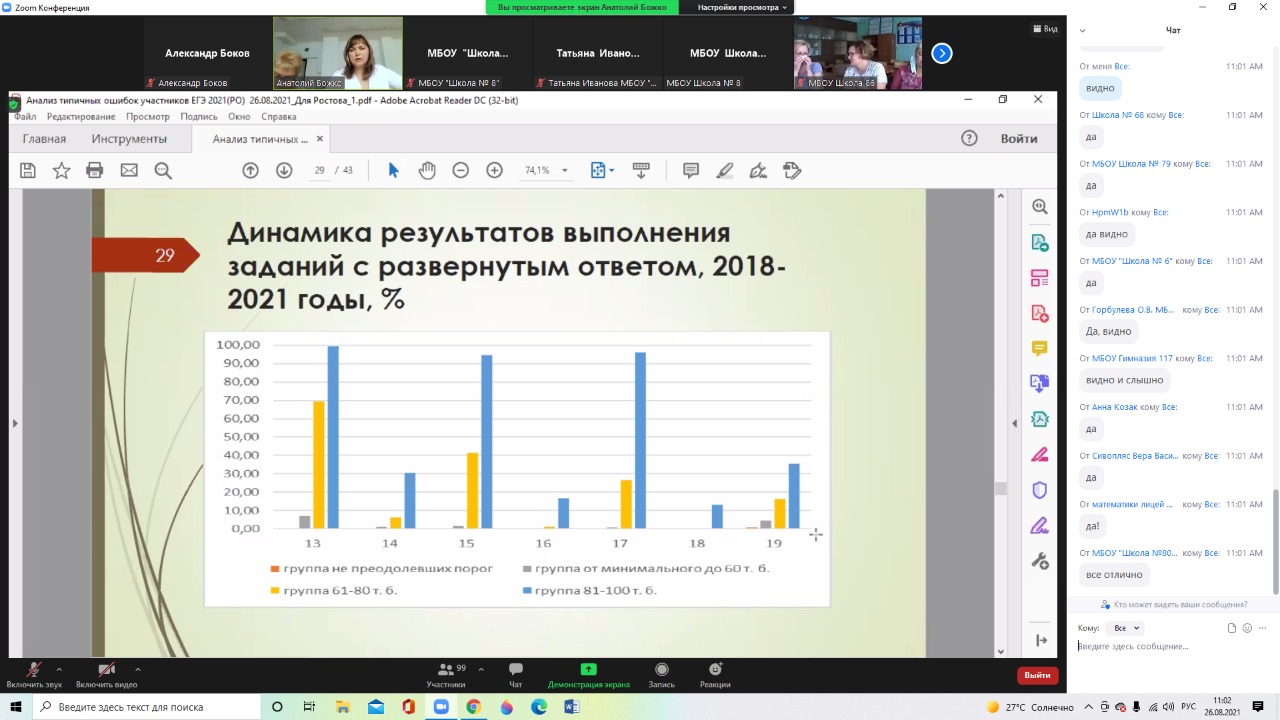 Zoom Конференция
Вы просматриваете экран Анатолий Божко
Настройки просмотра
Вид
Александр Боков
Александр Боков
Анатолий Божко
МБОУ "Школа...
МБОУ "Школа № 8"
Татьяна Ивано...
Татьяна Иванова МБОУ "...
МБОУ Школа...
МБОУ Школа № 8
МБОУ Школа 66
Анализ типичных ошибок участников ЕГЭ 2021(РО) 26.08.2021_Для Ростова_1.pdf - Adobe Acrobat Reader DC (32-bit)
Файл Редактирование Просмотр Подпись Окно Справка
Главная Инструменты Анализ типичных ... × Войти
29 / 43 74,1%
29
Динамика результатов выполнения
заданий с развернутым ответом, 2018-
2021 годы, %
100,00
90,00
80,00
70,00
60,00
50,00
40,00
30,00
20,00
10,00
0,00
13 14 15 16 17 18 19
группа не преодолевших порог
группа от минимального до 60 т. б.
группа 61-80 т. б.
группа 81-100 т. б.
Чат
От меня Все: 11:01 AM
видно
От Школа № 68 кому Все: 11:01 AM
да
От МБОУ Школа № 79 кому Все: 11:01 AM
да
От HpmW1b кому Все: 11:01 AM
да видно
От МБОУ "Школа № 6" кому Все: 11:01 AM
да
От Горбулева О.В. МБ... кому Все: 11:01 AM
Да, видно
От МБОУ Гимназия 117 кому Все: 11:01 AM
видно и слышно
От Анна Козак кому Все: 11:01 AM
да
От Сивопляс Вера Васи... кому Все: 11:01 AM
да
От математики лицей ... кому Все: 11:01 AM
да!
От МБОУ "Школа №80... кому Все: 11:01 AM
все отлично
Кто может видеть ваши сообщения?
Кому: Все
Введите здесь сообщение...
Включить звук
Включить видео
99
Участники
Чат
Демонстрация экрана
Запись
Реакции
Выйти
Введите здесь текст для поиска
27°C Солнечно
РУС
11:02
26.08.2021